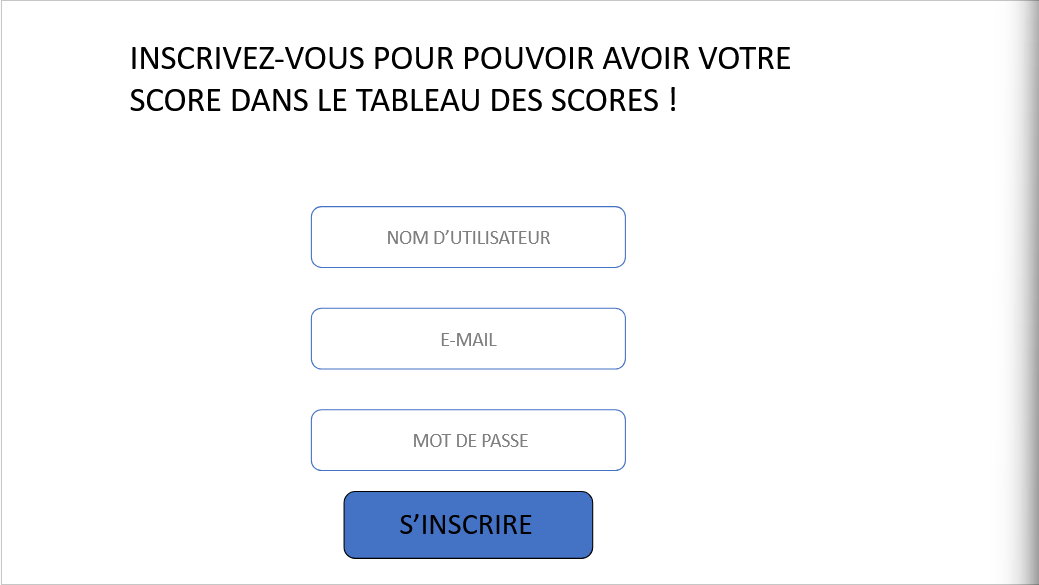 INSCRIVEZ-VOUS POUR POUVOIR AVOIR VOTRE
SCORE DANS LE TABLEAU DES SCORES !
NOM D’UTILISATEUR
E-MAIL
MOT DE PASSE
S’INSCRIRE